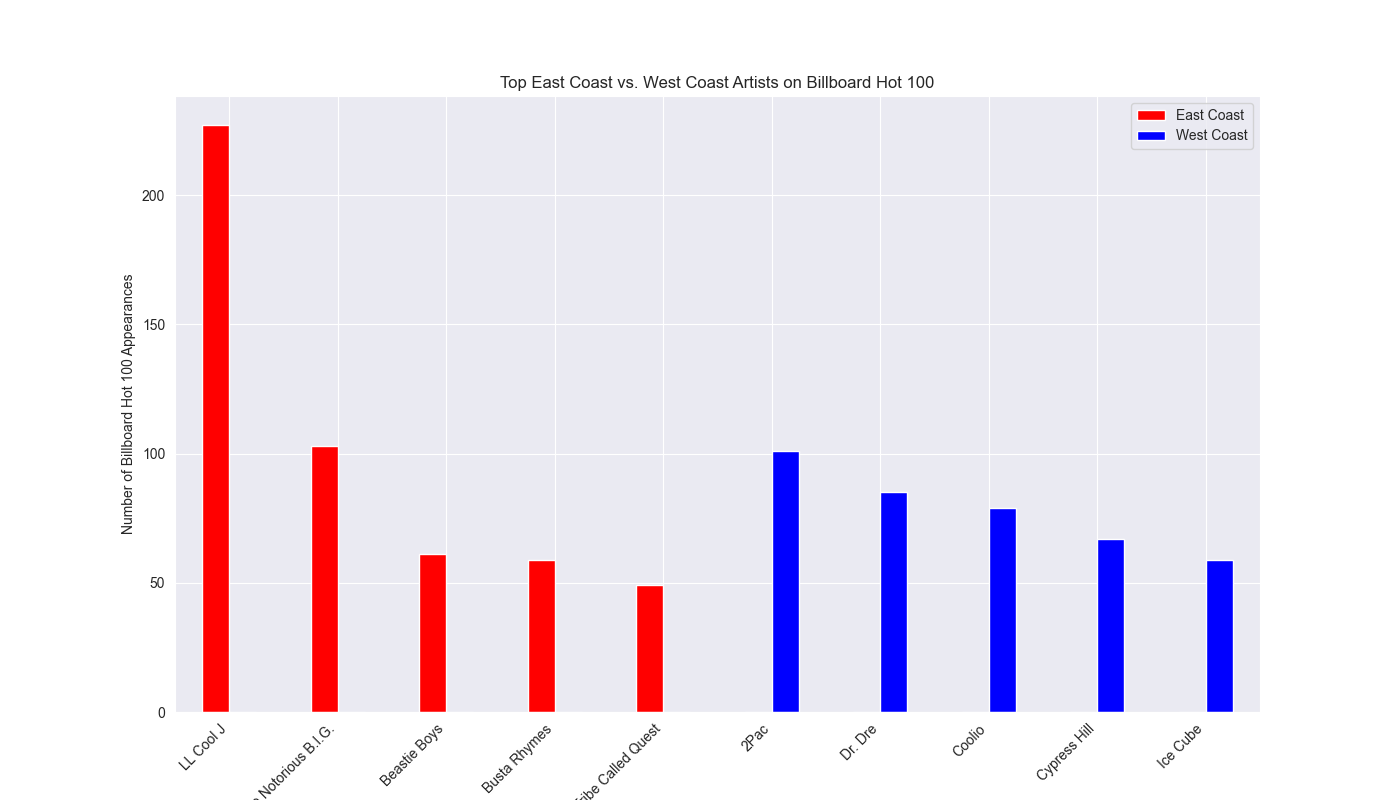 Top East Coast vs. West Coast Artists on Billboard Hot 100
East Coast
West Coast
Number of Billboard Hot 100 Appearances
200
150
100
50
0
LL Cool J
Notorious B.I.G.
Beastie Boys
Busta Rhymes
Tribe Called Quest
2Pac
Dr. Dre
Coolio
Cypress Hill
Ice Cube